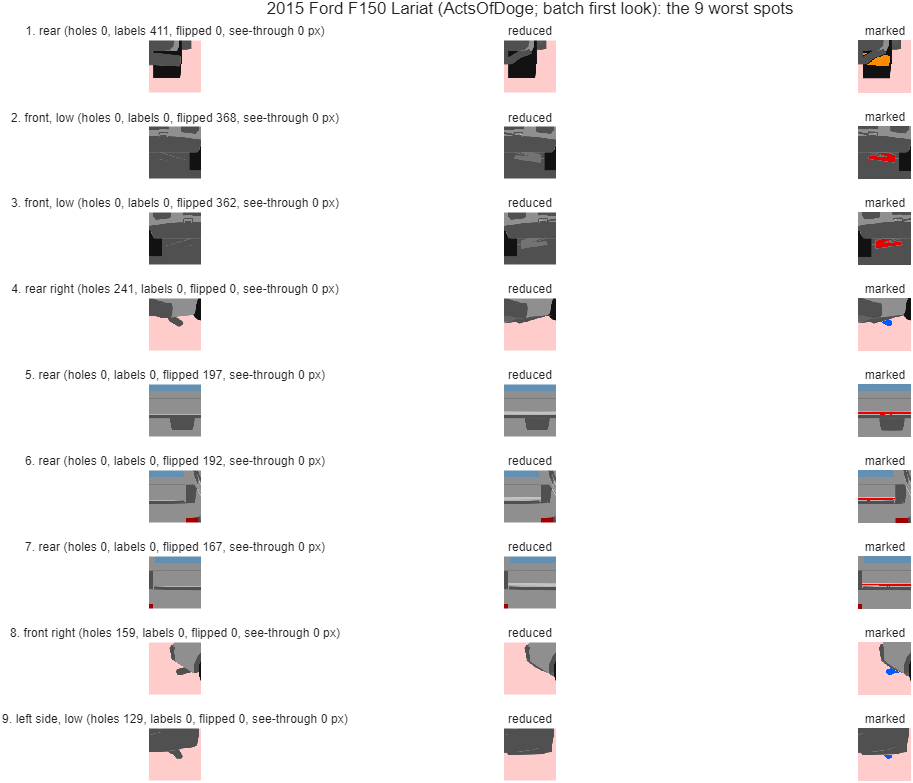 2015 Ford F150 Lariat (ActsOfDoge; batch first look): the 9 worst spots
1. rear (holes 0, labels 411, flipped 0, see-through 0 px)
reduced
marked
2. front, low (holes 0, labels 0, flipped 368, see-through 0 px)
reduced
marked
3. front, low (holes 0, labels 0, flipped 362, see-through 0 px)
reduced
marked
4. rear right (holes 241, labels 0, flipped 0, see-through 0 px)
reduced
marked
5. rear (holes 0, labels 0, flipped 197, see-through 0 px)
reduced
marked
6. rear (holes 0, labels 0, flipped 192, see-through 0 px)
reduced
marked
7. rear (holes 0, labels 0, flipped 167, see-through 0 px)
reduced
marked
8. front right (holes 159, labels 0, flipped 0, see-through 0 px)
reduced
marked
9. left side, low (holes 129, labels 0, flipped 0, see-through 0 px)
reduced
marked